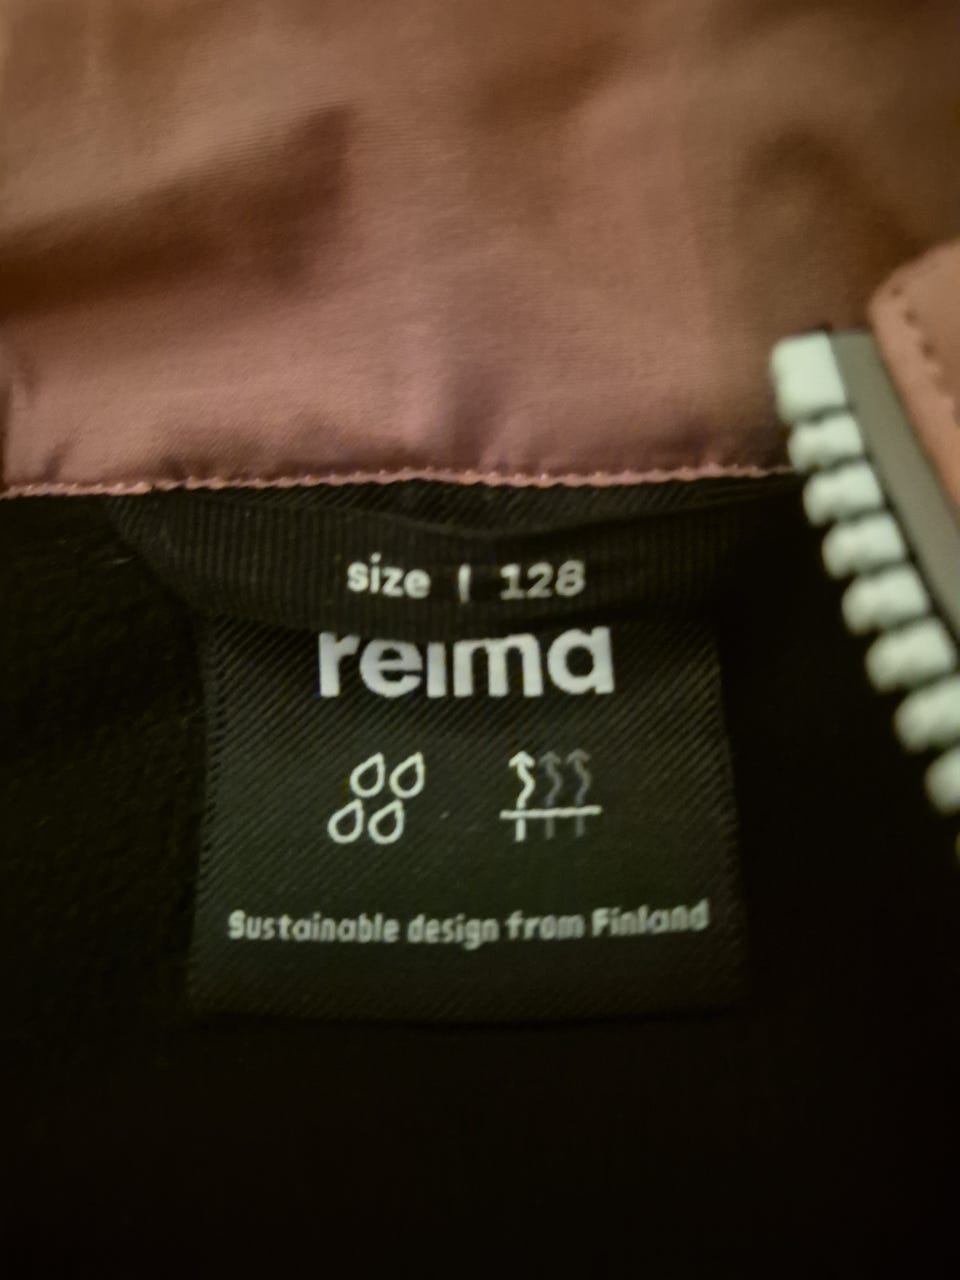 size | 128
reima
Sustainable design from Finland